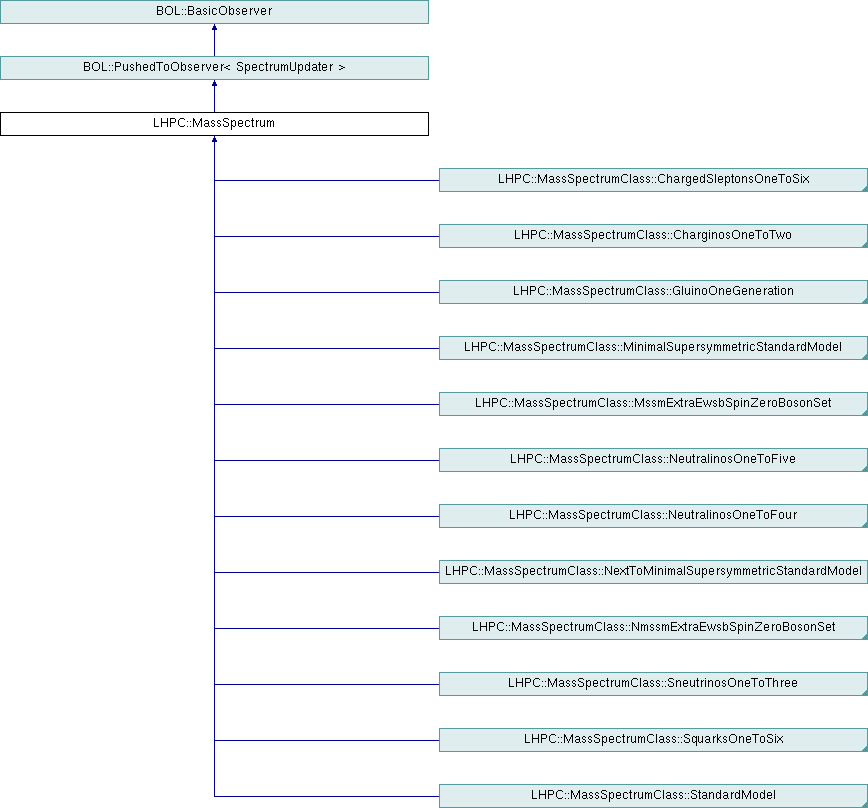 BOL::BasicObserver
BOL::PushedToObserver< SpectrumUpdater >
LHPC::MassSpectrum
LHPC::MassSpectrumClass::ChargedSleptonsOneToSix
LHPC::MassSpectrumClass::CharginosOneToTwo
LHPC::MassSpectrumClass::GluinoOneGeneration
LHPC::MassSpectrumClass::MinimalSupersymmetricStandardModel
LHPC::MassSpectrumClass::MssmExtraEwsbSpinZeroBosonSet
LHPC::MassSpectrumClass::NeutralinosOneToFive
LHPC::MassSpectrumClass::NeutralinosOneToFour
LHPC::MassSpectrumClass::NextToMinimalSupersymmetricStandardModel
LHPC::MassSpectrumClass::NmssmExtraEwsbSpinZeroBosonSet
LHPC::MassSpectrumClass::SneutrinosOneToThree
LHPC::MassSpectrumClass::SquarksOneToSix
LHPC::MassSpectrumClass::StandardModel